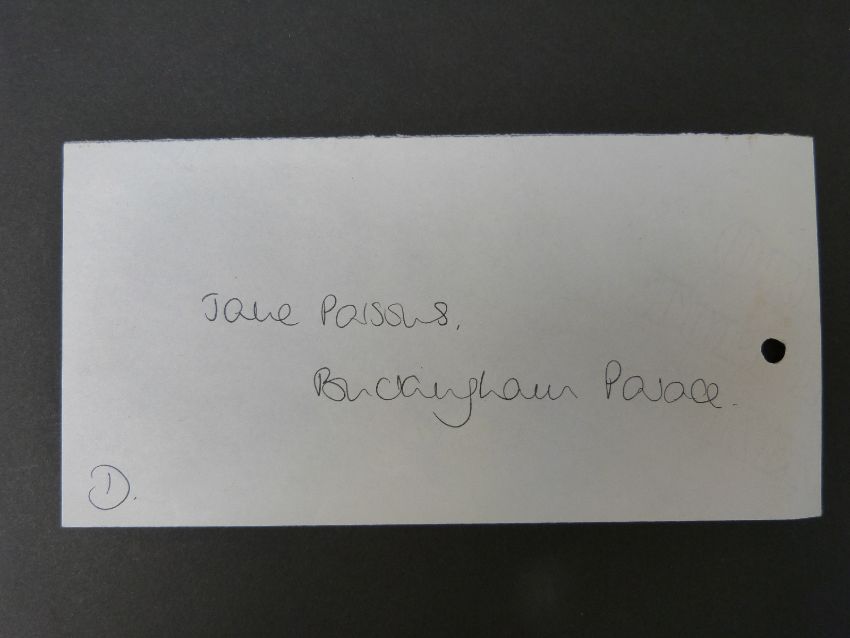 Jane Parsons,
Buckingham Palace.
D.